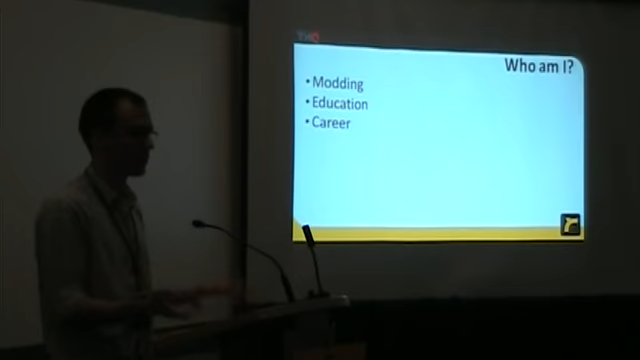 Who am I?
• Modding
• Education
• Career